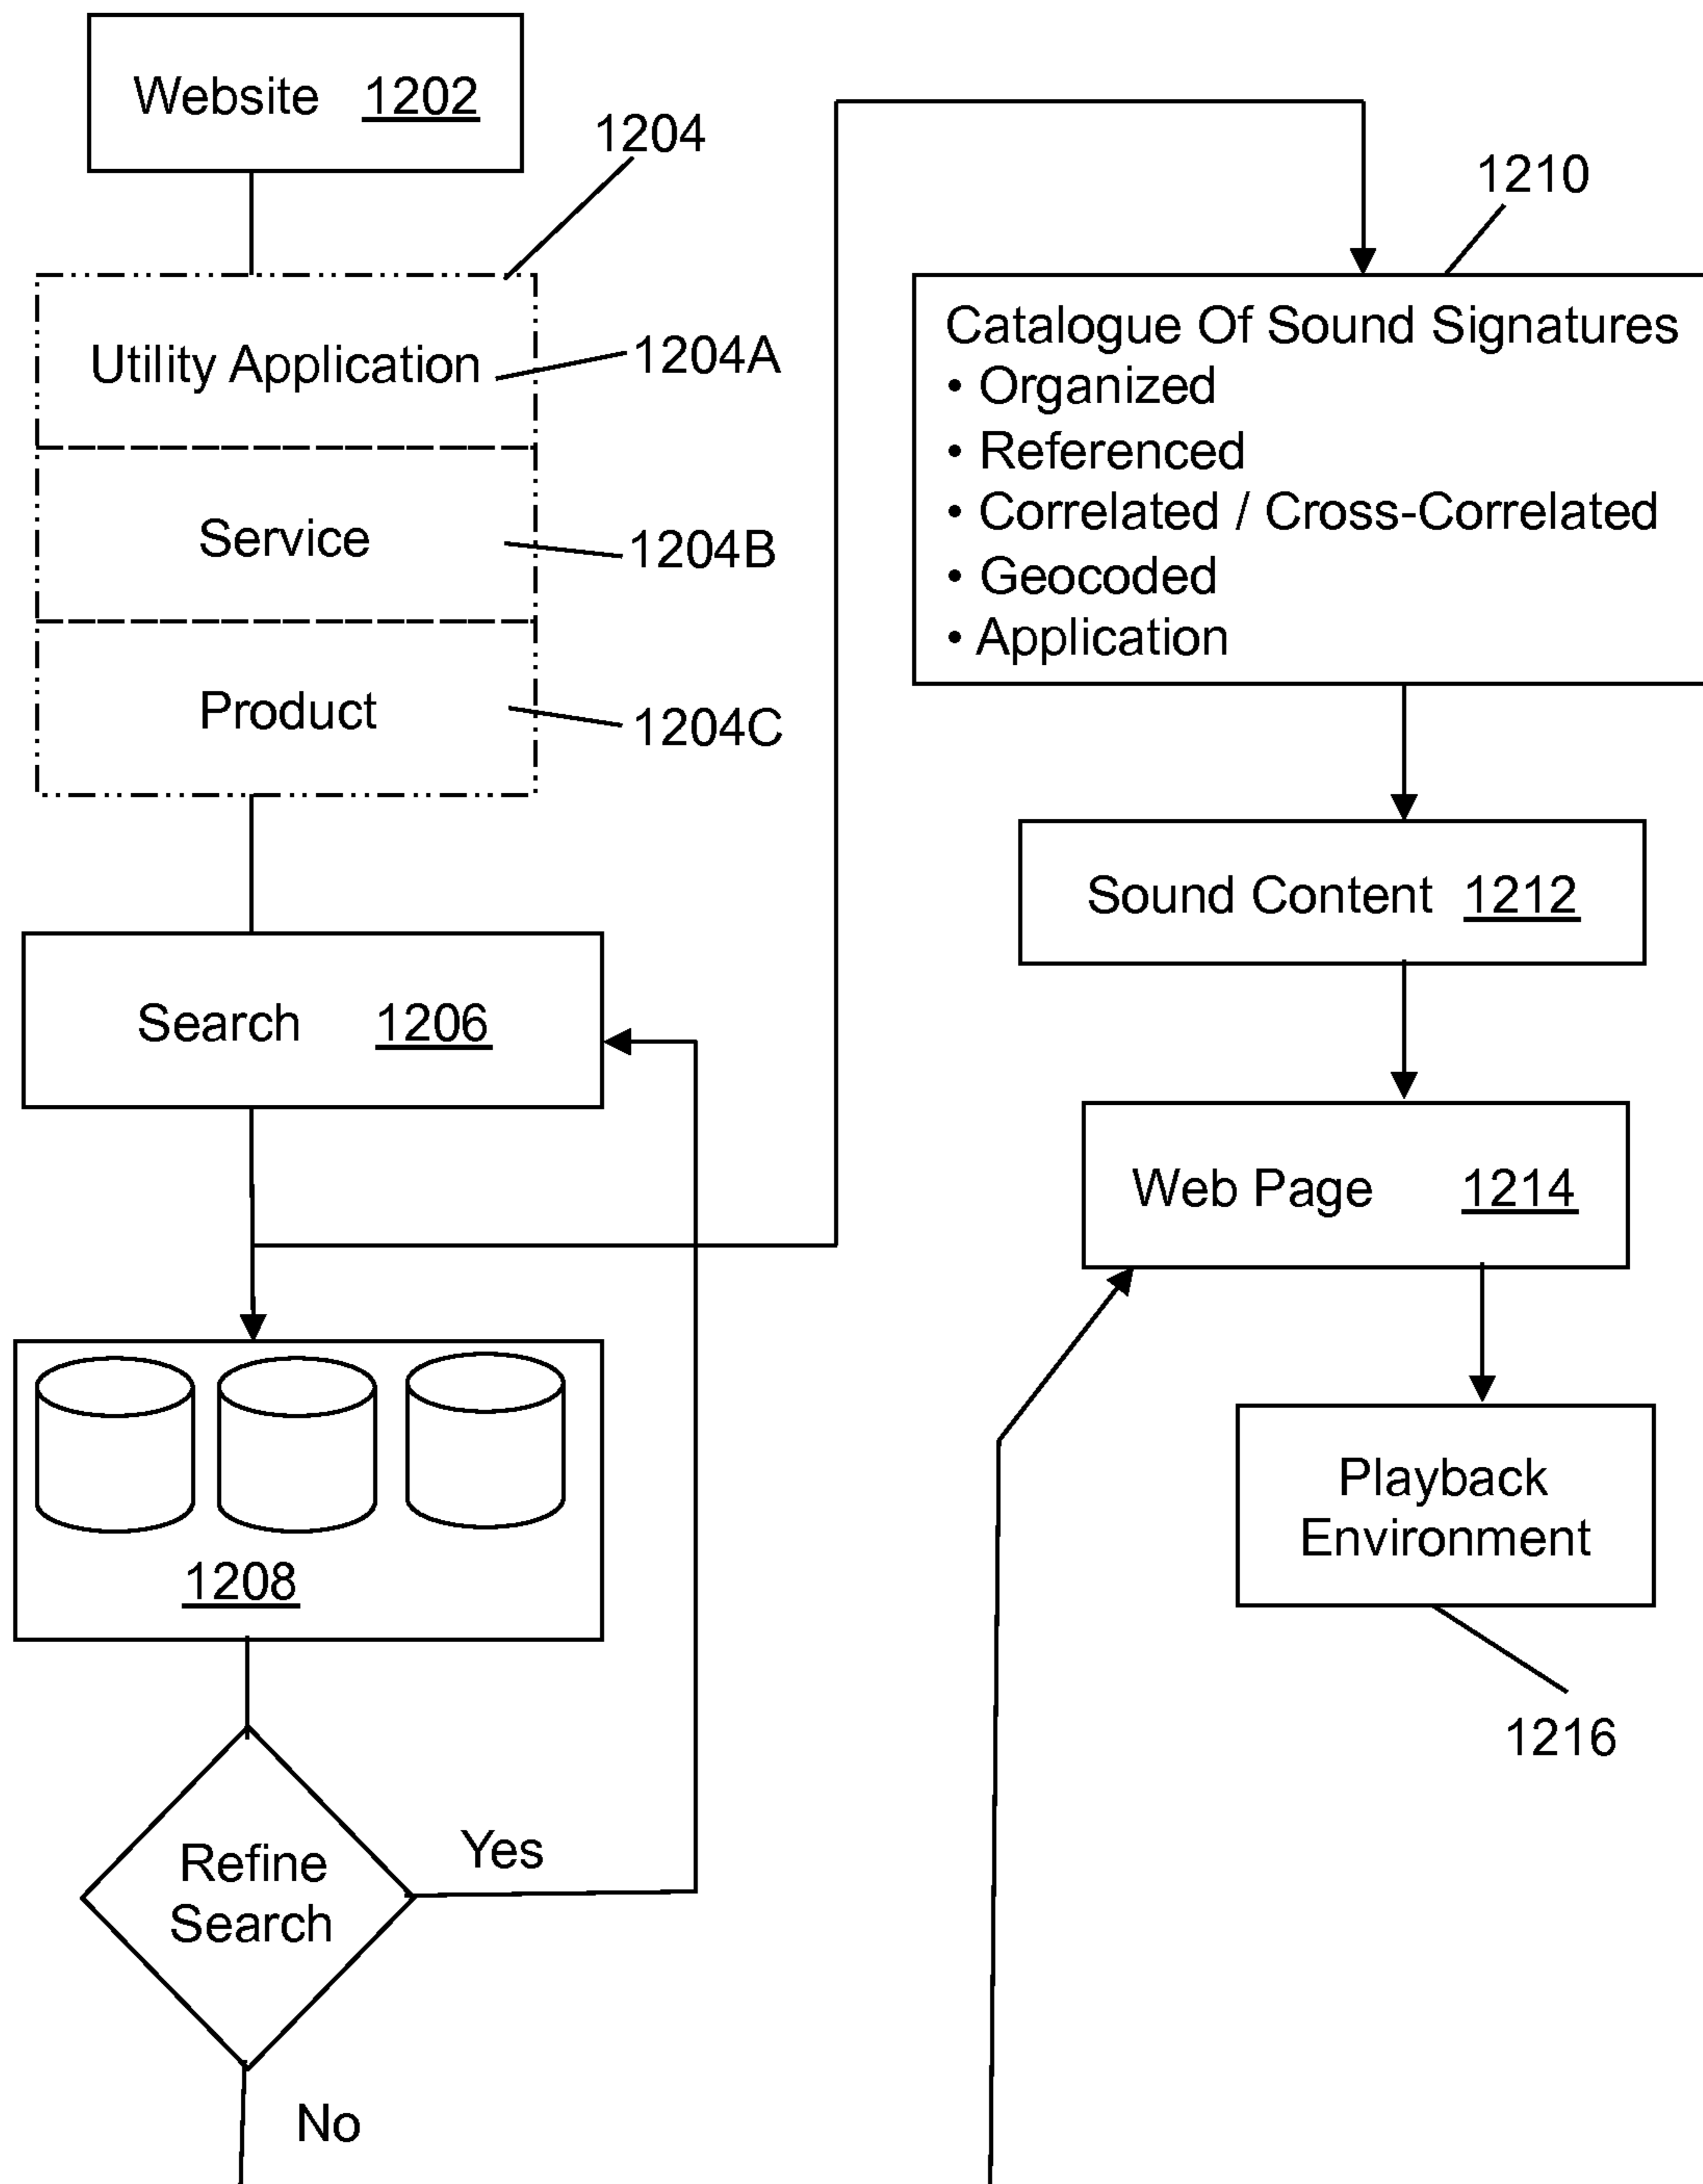 Website 1202
1204
Utility Application
1204A
Service
1204B
Product
1204C
Search 1206
1208
Refine
Search
Yes
No
1210
Catalogue Of Sound Signatures
• Organized
• Referenced
• Correlated / Cross-Correlated
• Geocoded
• Application
Sound Content 1212
Web Page 1214
Playback
Environment
1216